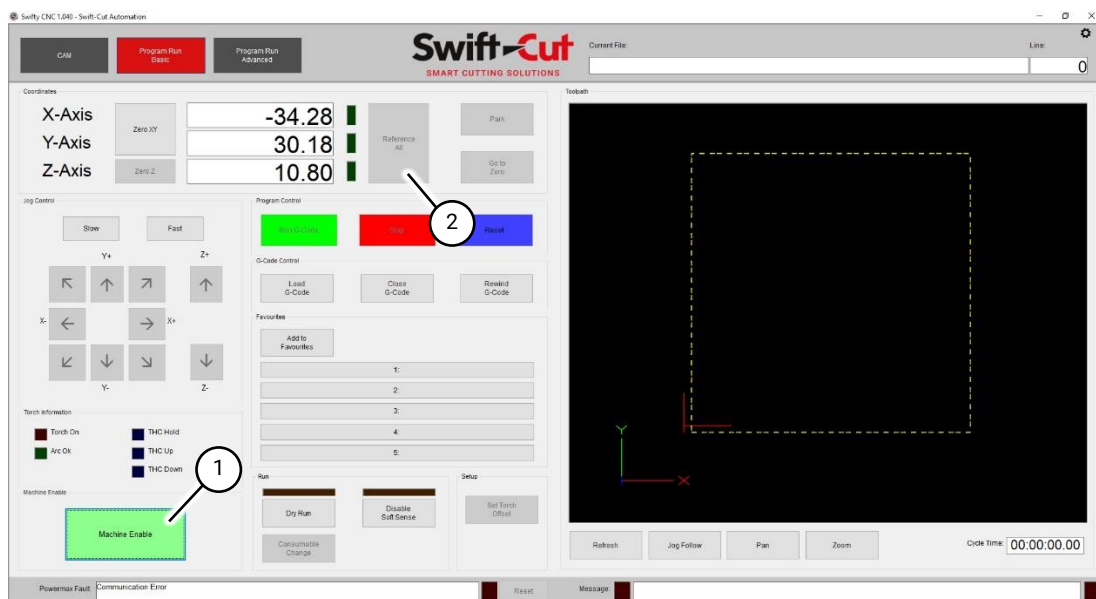 Swifty CNC 1.040 - Swift-Cut Automation
CAM
Program Run
Basic
Program Run
Advanced
Swift-Cut
SMART CUTTING SOLUTIONS
Current File:
Line:
0
Coordinates
X-Axis
Y-Axis
Z-Axis
Zero XY
Zero Z
-34.28
30.18
10.80
Reference
All
Park
Go to
Zero
2
Jog Control
Slow
Fast
Y+
Z+
X-
X+
Y-
Z-
Program Control
Run G-Code
Stop
Reset
G-Code Control
Load
G-Code
Close
G-Code
Rewind
G-Code
Favourites
Add to
Favourites
1:
2:
3:
4:
5:
Torch Information
Torch On
Arc Ok
THC Hold
THC Up
THC Down
1
Machine Enable
Machine Enable
Run
Dry Run
Disable
Soft Sense
Consumable
Change
Setup
Set Torch
Offset
Toolpath
Y
X
Refresh
Jog Follow
Pan
Zoom
Cycle Time:
00:00:00.00
Powermax Fault:
Communication Error
Reset
Message: